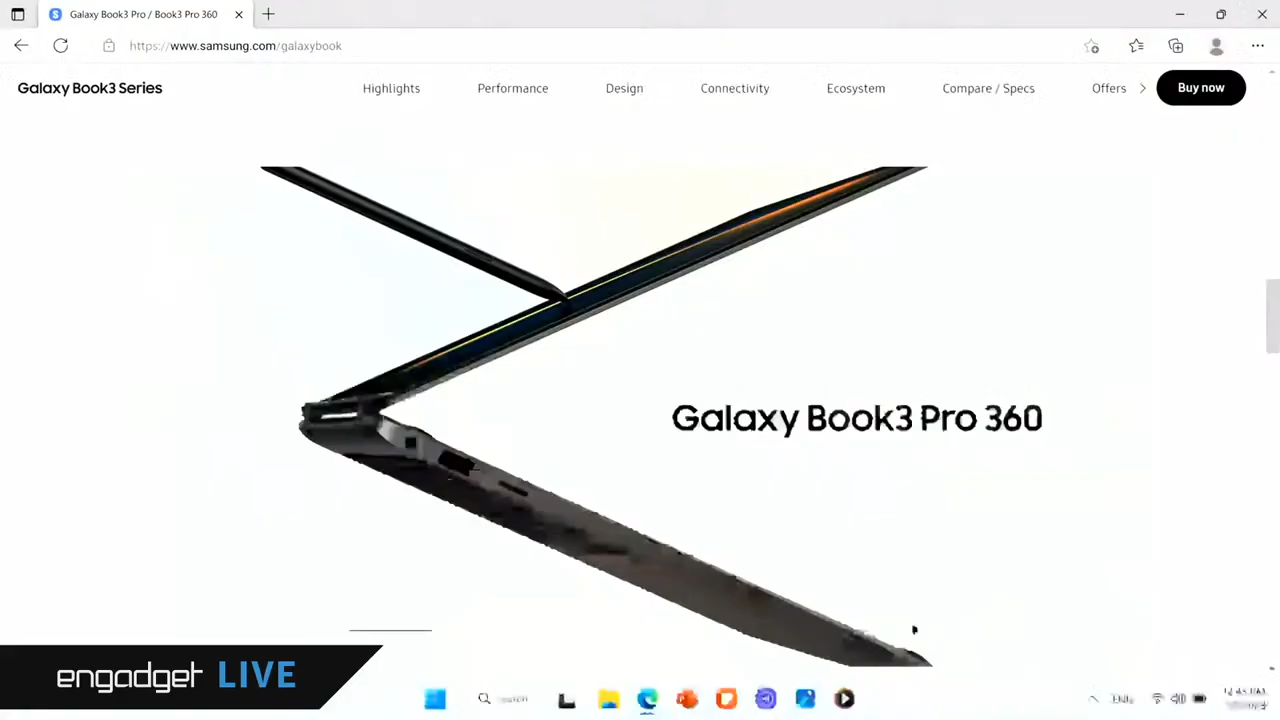 Galaxy Book3 Pro / Book3 Pro 360
https://www.samsung.com/galaxybook
Galaxy Book3 Series
Highlights
Performance
Design
Connectivity
Ecosystem
Compare / Specs
Offers
Buy now
Galaxy Book3 Pro 360
engadget LIVE
Search